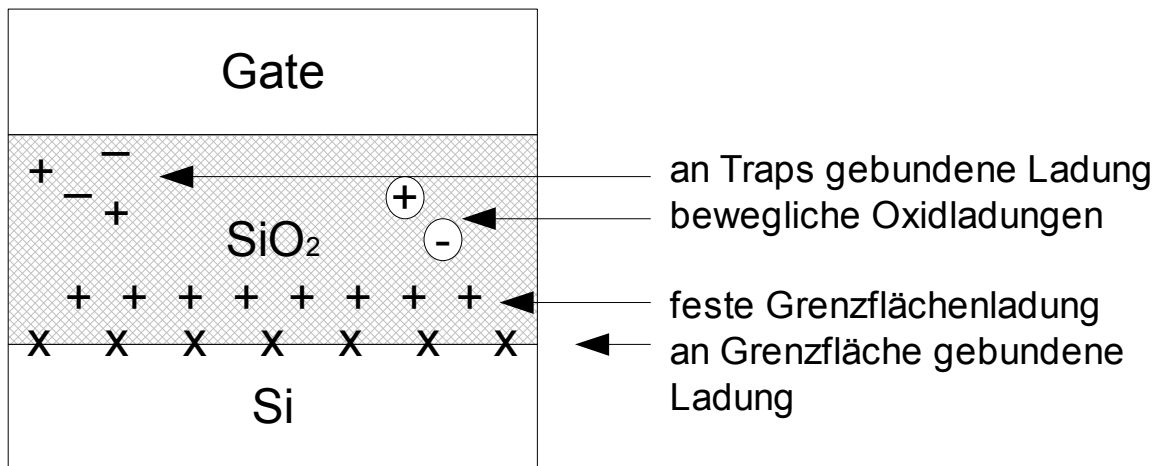 Gate
+ –
– +
+
-
SiO₂
+ + + + + + + +
x x x x x x x
Si
an Traps gebundene Ladung
bewegliche Oxidladungen
feste Grenzflächenladung
an Grenzfläche gebundene
Ladung